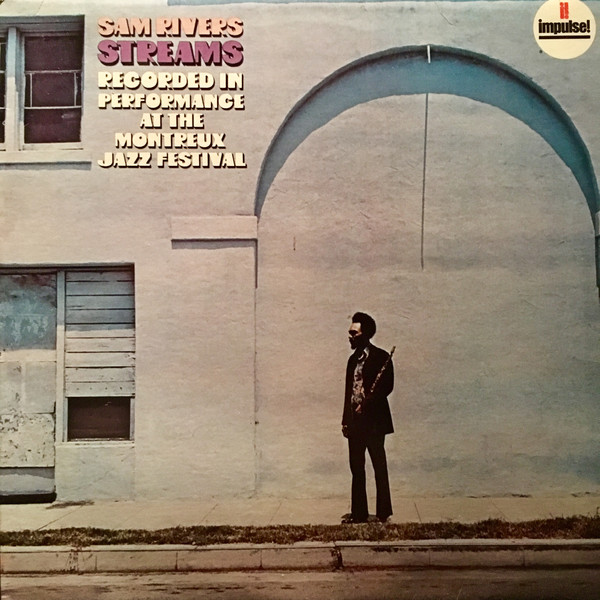 SAM RIVERS
STREAMS
RECORDED IN
PERFORMANCE
AT THE
MONTREUX
JAZZ FESTIVAL
impulse!